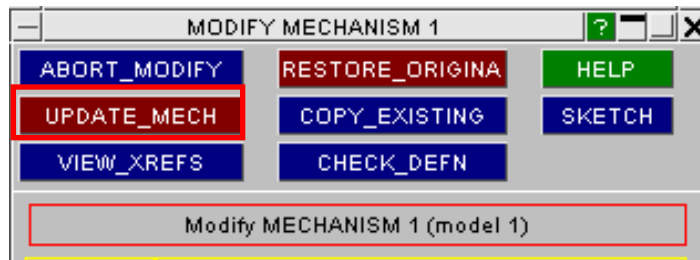 MODIFY MECHANISM 1 ?
ABORT_MODIFY RESTORE_ORIGINA HELP
UPDATE_MECH COPY_EXISTING SKETCH
VIEW_XREFS CHECK_DEFN
Modify MECHANISM 1 (model 1)